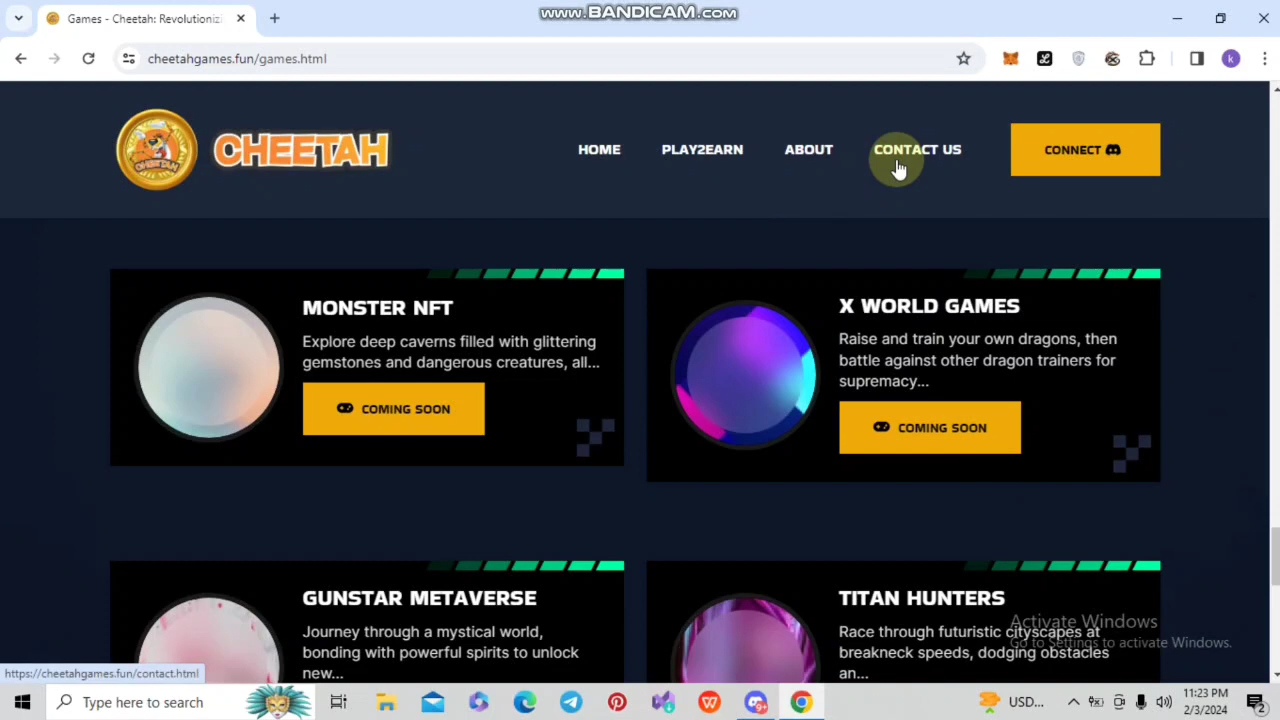 www.BANDICAM.com
Games - Cheetah: Revolutioniz
cheetahgames.fun/games.html
k
CHEETAH
HOME PLAY2EARN ABOUT CONTACT US CONNECT
MONSTER NFT
Explore deep caverns filled with glittering
gemstones and dangerous creatures, all...
COMING SOON
X WORLD GAMES
Raise and train your own dragons, then
battle against other dragon trainers for
supremacy...
COMING SOON
GUNSTAR METAVERSE
Journey through a mystical world,
bonding with powerful spirits to unlock
new...
TITAN HUNTERS
Race through futuristic cityscapes at
breakneck speeds, dodging obstacles
an...
Activate Windows
Go to Settings to activate Windows.
https://cheetahgames.fun/contact.html
Type here to search
USD...
11:23 PM
2/3/2024
2